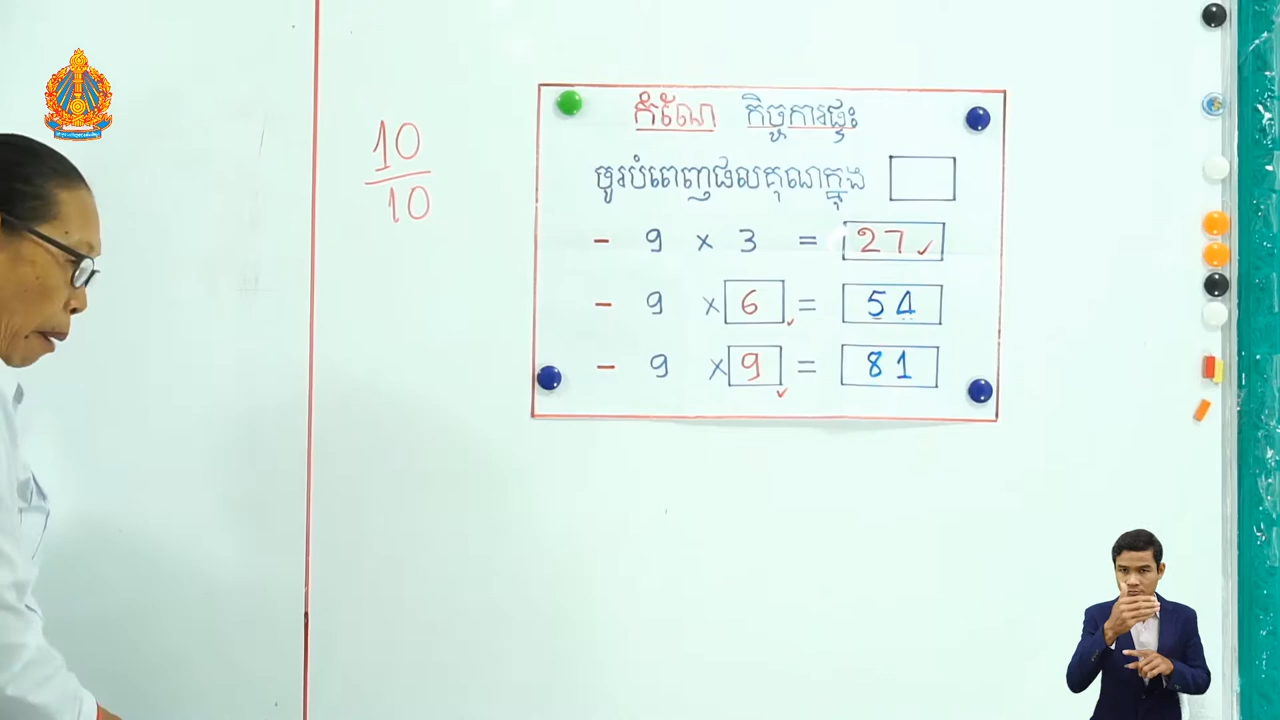 10
10
កំណែ កិច្ចការផ្ទះ
ចូរបំពេញផលគុណក្នុង
- 9 × 3 = 27 ✓
- 9 × 6 ✓ = 54
- 9 × 9 ✓ = 81